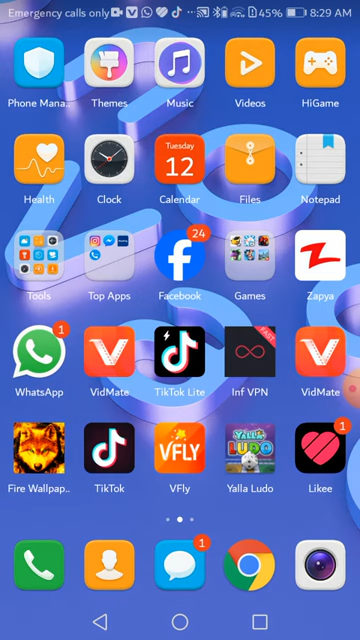 Emergency calls only 45% 8:29 AM
Phone Mana.. Themes Music Videos HiGame
Tuesday
12
Health Clock Calendar Files Notepad
24
Tools Top Apps Facebook Games Zapya
1 FAST
WhatsApp VidMate TikTok Lite Inf VPN VidMate
VFLY YALLA LUDO 1
Fire Wallpap.. TikTok VFly Yalla Ludo Likee
1